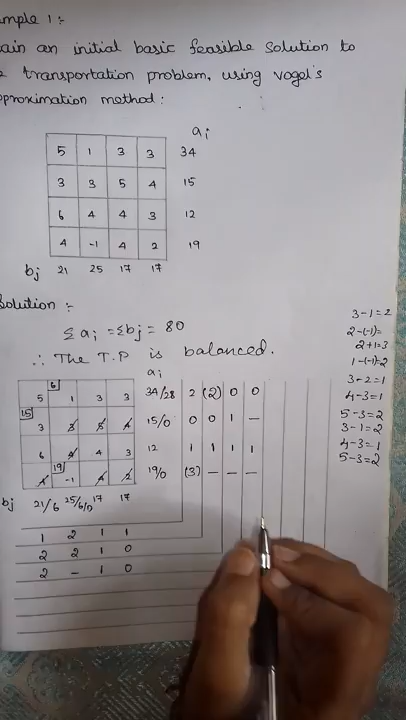 mple 1 :-
ain an initial basic feasible solution to
transportation problem, using vogel's
proximation method :
ai
5 1 3 3 34
3 3 5 4 15
6 4 4 3 12
4 -1 4 2 19
bj 21 25 17 17
Solution :-
Σai = Σbj = 80
∴ The T.P is balanced.
3-1=2
2-(-1)=
2+1=3
1-(-1)=2
3-2=1
4-3=1
5-3=2
3-1=2
4-3=1
5-3=2
ai
6
5 1 3 3 34/28 2 (2) 0 0
15
3 3 5 4 15/0 0 0 1 -
6 4 4 3 12 1 1 1 1
19
4 -1 4 2 19/0 (3) - - -
bj 21/6 25/6/0 17 17
1 2 1 1
2 2 1 0
2 - 1 0